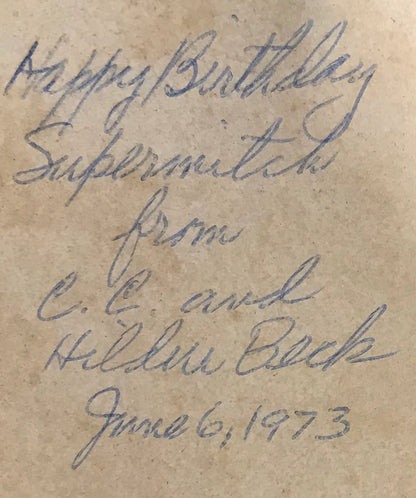 Happy Birthday
Supermitch
from
C. C. and
Hildur Beck
June 6, 1973